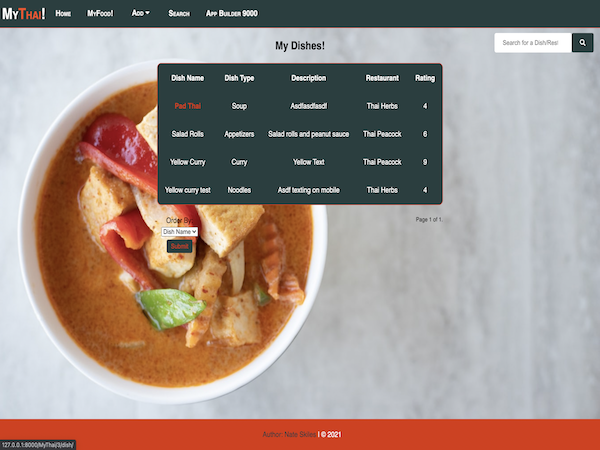 MyThai! Home MyFood! Add Search App Builder 9000
My Dishes!
Search for a Dish/Rest
Dish Name Dish Type Description Restaurant Rating
Pad Thai Soup Asdfasdfasdf Thai Herbs 4
Salad Rolls Appetizers Salad rolls and peanut sauce Thai Peacock 6
Yellow Curry Curry Yellow Text Thai Peacock 9
Yellow curry test Noodles Asdf texting on mobile Thai Herbs 4
Order By:
Page 1 of 1.
Dish Name
Submit
Author: Nate Skiles | © 2021
127.0.0.1:8000/MyThai/3/dish/